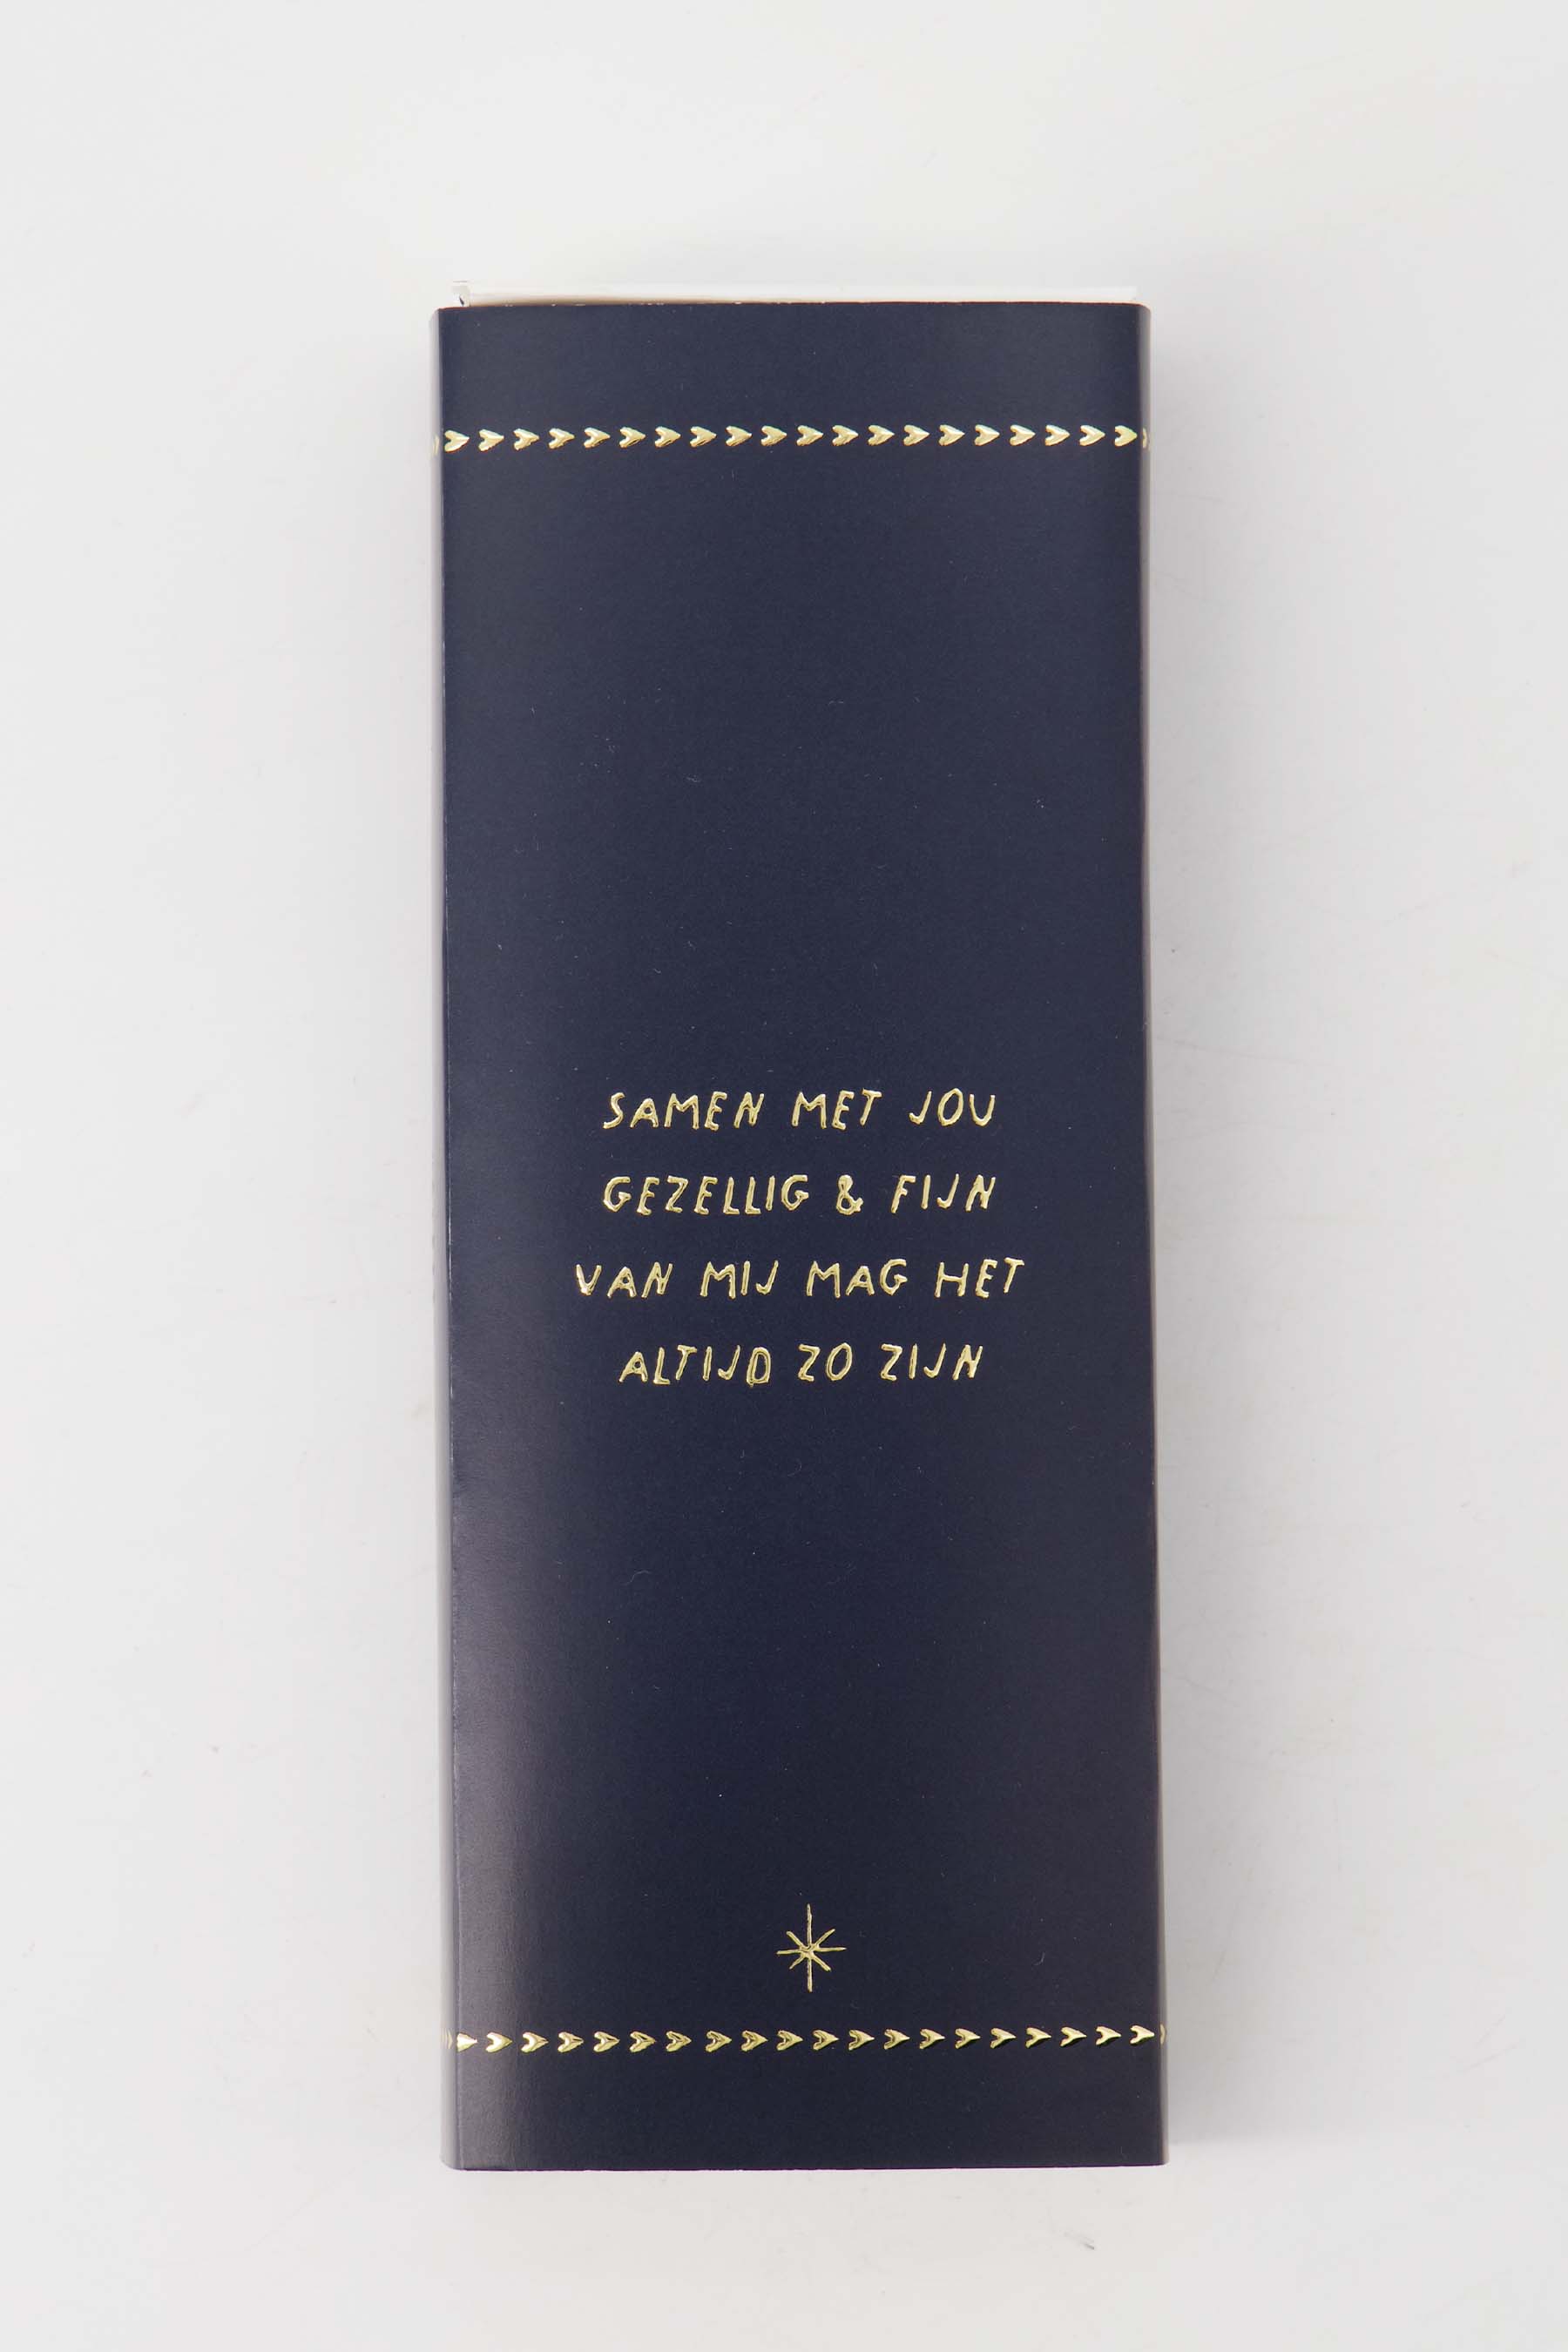 SAMEN MET JOU
GEZELLIG & FIJN
VAN MIJ MAG HET
ALTIJD ZO ZIJN